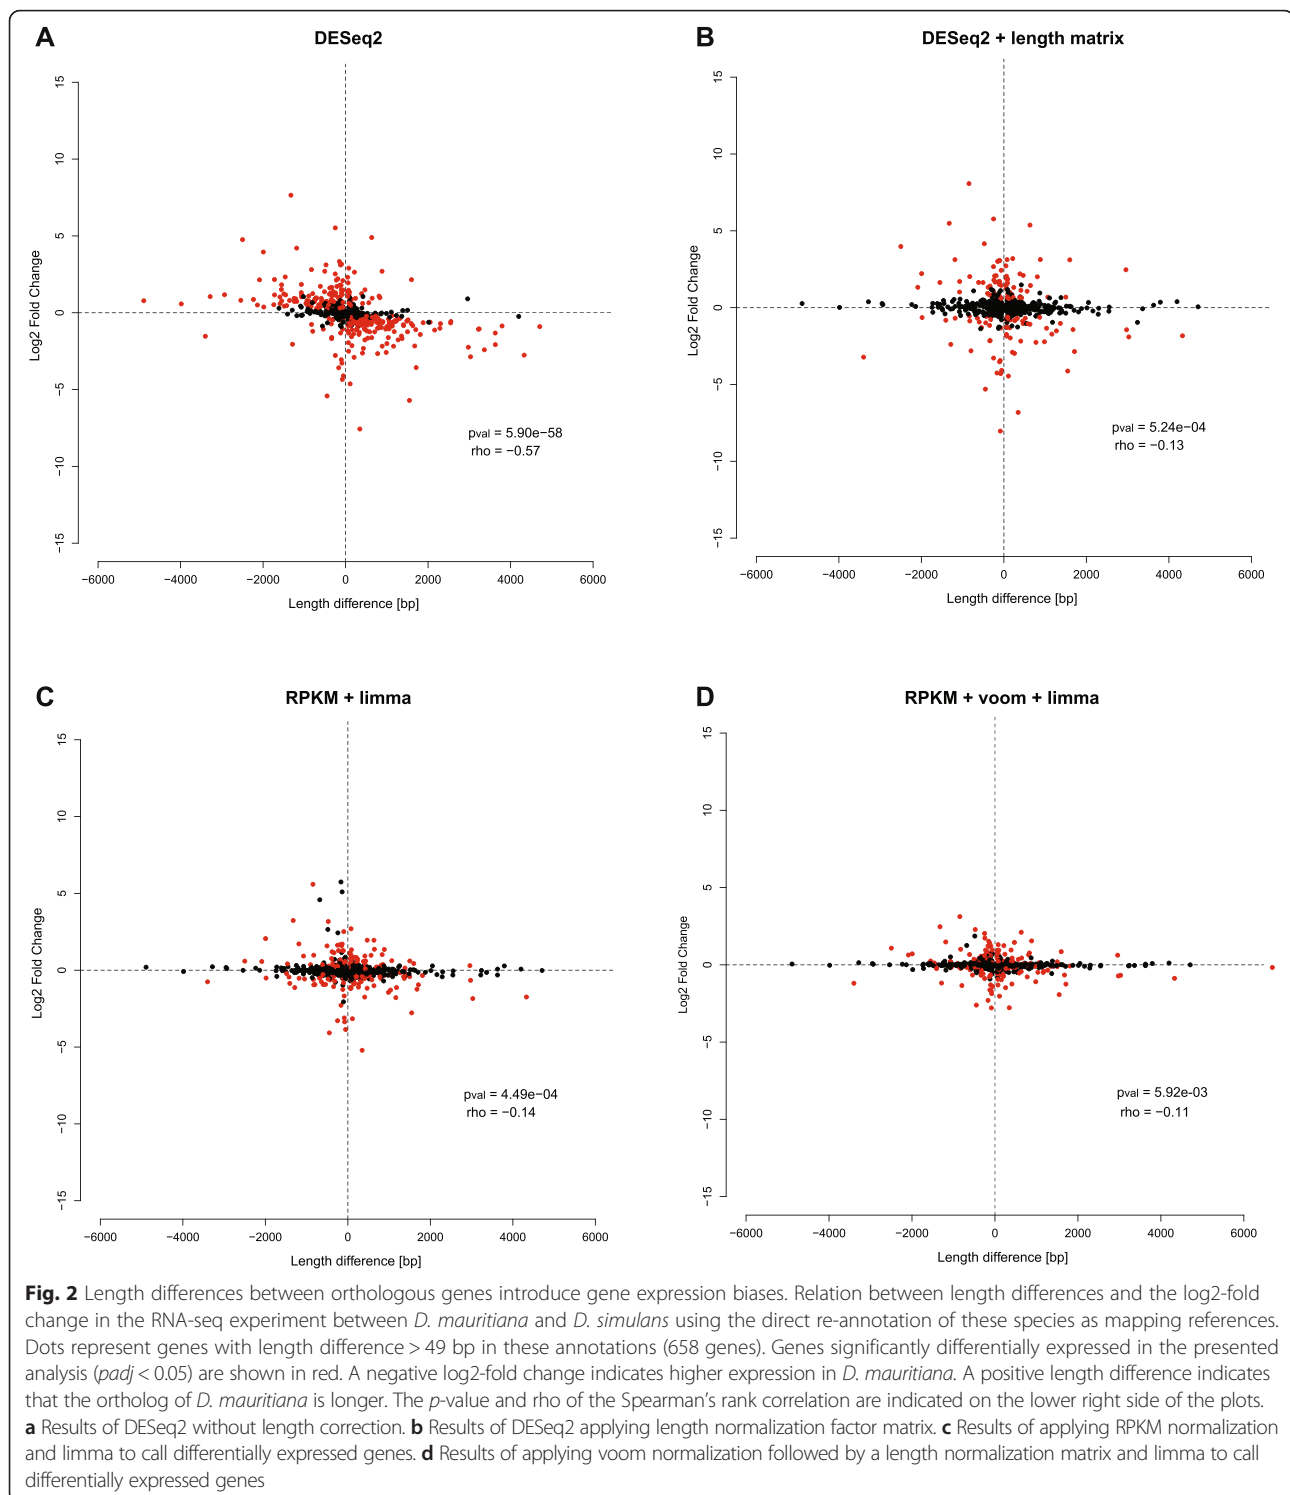 A
DESeq2
15
10
5
0
−5
−10
−15
Log2 Fold Change
pval = 5.90e−58
rho = −0.57
−6000 −4000 −2000 0 2000 4000 6000
Length difference [bp]
B
DESeq2 + length matrix
15
10
5
0
−5
−10
−15
Log2 Fold Change
pval = 5.24e−04
rho = −0.13
−6000 −4000 −2000 0 2000 4000 6000
Length difference [bp]
C
RPKM + limma
15
10
5
0
−5
−10
−15
Log2 Fold Change
pval = 4.49e−04
rho = −0.14
−6000 −4000 −2000 0 2000 4000 6000
Length difference [bp]
D
RPKM + voom + limma
15
10
5
0
−5
−10
−15
Log2 Fold Change
pval = 5.92e-03
rho = −0.11
−6000 −4000 −2000 0 2000 4000 6000
Length difference [bp]
Fig. 2 Length differences between orthologous genes introduce gene expression biases. Relation between length differences and the log2-fold
change in the RNA-seq experiment between D. mauritiana and D. simulans using the direct re-annotation of these species as mapping references.
Dots represent genes with length difference > 49 bp in these annotations (658 genes). Genes significantly differentially expressed in the presented
analysis (padj < 0.05) are shown in red. A negative log2-fold change indicates higher expression in D. mauritiana. A positive length difference indicates
that the ortholog of D. mauritiana is longer. The p-value and rho of the Spearman’s rank correlation are indicated on the lower right side of the plots.
a Results of DESeq2 without length correction. b Results of DESeq2 applying length normalization factor matrix. c Results of applying RPKM normalization
and limma to call differentially expressed genes. d Results of applying voom normalization followed by a length normalization matrix and limma to call
differentially expressed genes